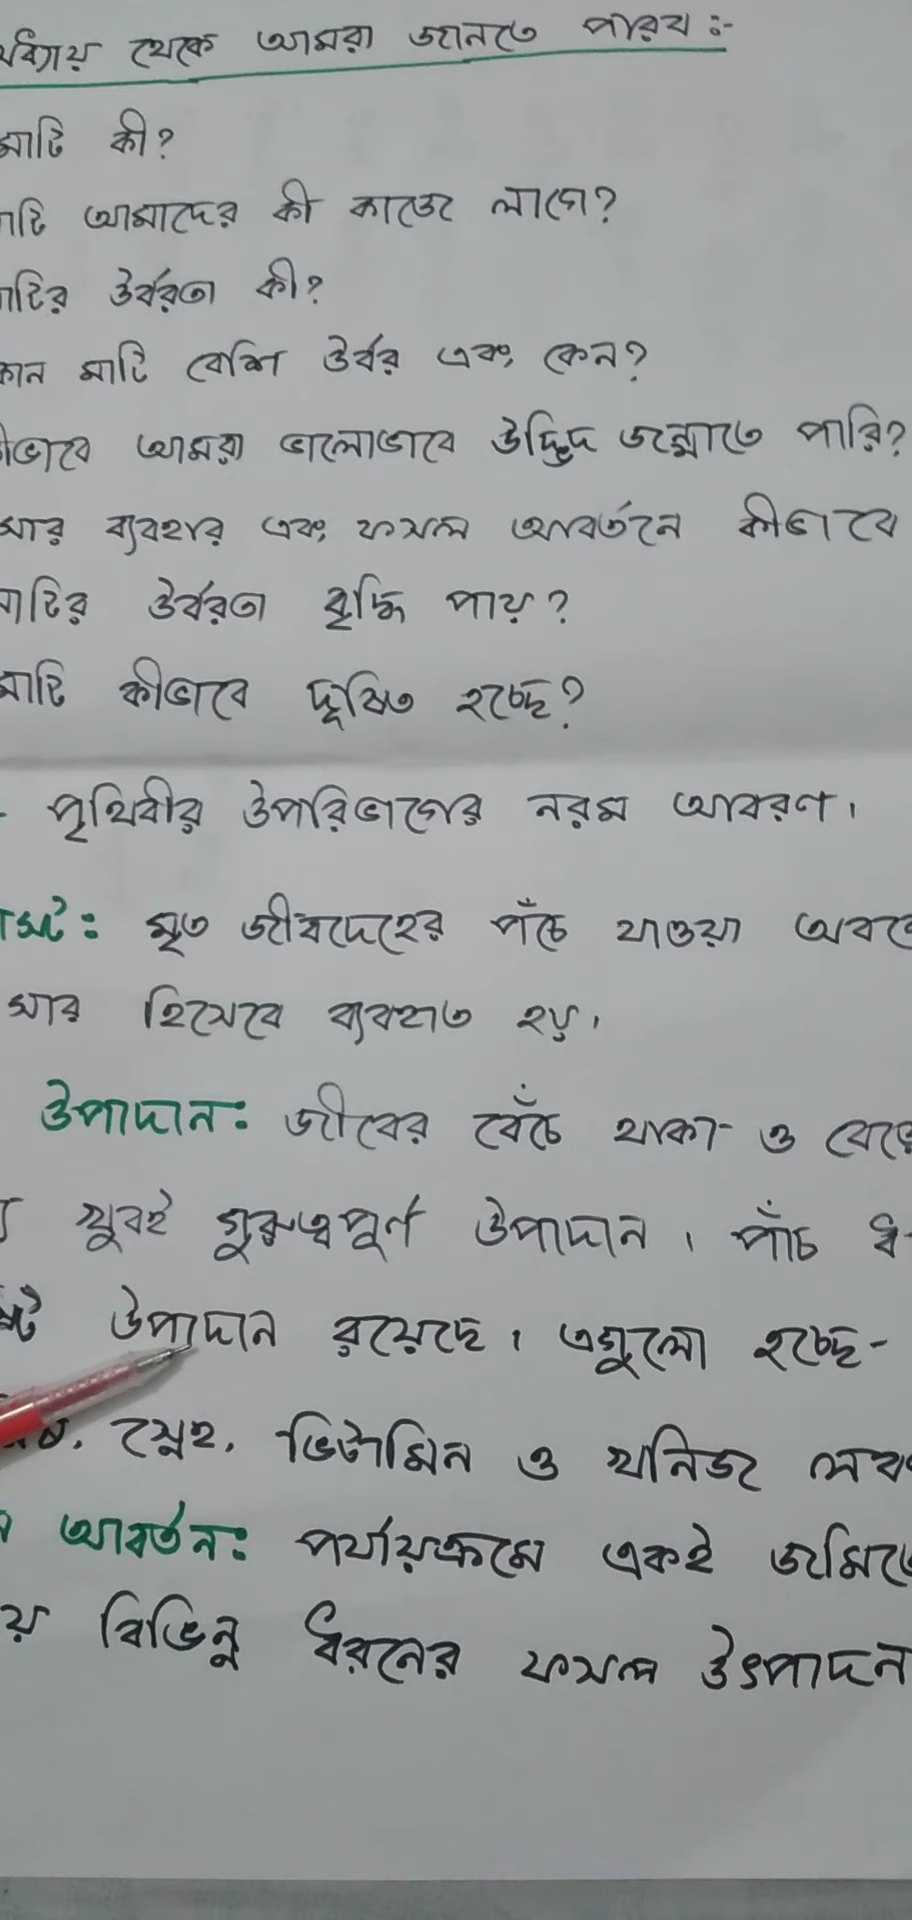 থেকে আমরা জানতে পারব :-
মাটি কী?
আমাদের কী কাজে লাগে?
উর্বরতা কী?
মাটি বেশি উর্বর এবং কেন?
আমরা ভালোভাবে উদ্ভিদ জন্মাতে পারি?
সার ব্যবহার এবং ফসল আবর্তনে কীভাবে
মাটির উর্বরতা বৃদ্ধি পায়?
মাটি কীভাবে দূষিত হচ্ছে?
- পৃথিবীর উপরিভাগের নরম আবরণ।
মৃত জীবদেহের পঁচে যাওয়া
সার হিসেবে ব্যবহৃত হয়।
উপাদান: জীবের বেঁচে থাকা ও
খুবই গুরুত্বপূর্ণ উপাদান। পাঁচ
উপাদান রয়েছে। এগুলো হচ্ছে-
স্নেহ, ভিটামিন ও খনিজ
আবর্তন: পর্যায়ক্রমে একই
বিভিন্ন ধরনের ফসল উৎপাদন